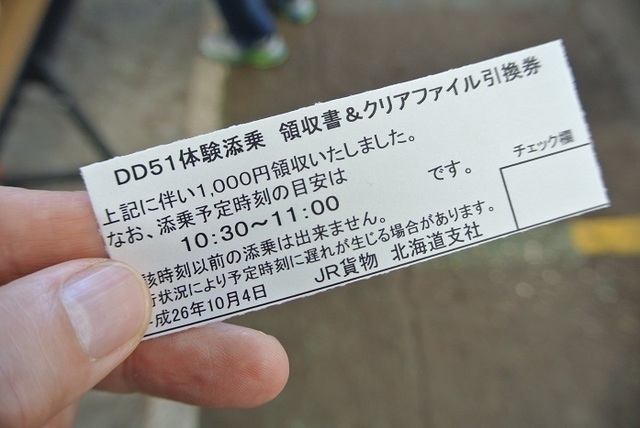 DD51体験添乗 領収書&クリアファイル引換券
上記に伴い1,000円領収いたしました。
なお、添乗予定時刻の目安は
10:30～11:00 です。
該時刻以前の添乗は出来ません。
行状況により予定時刻に遅れが生じる場合があります。
成26年10月4日 JR貨物 北海道支社
チェック欄